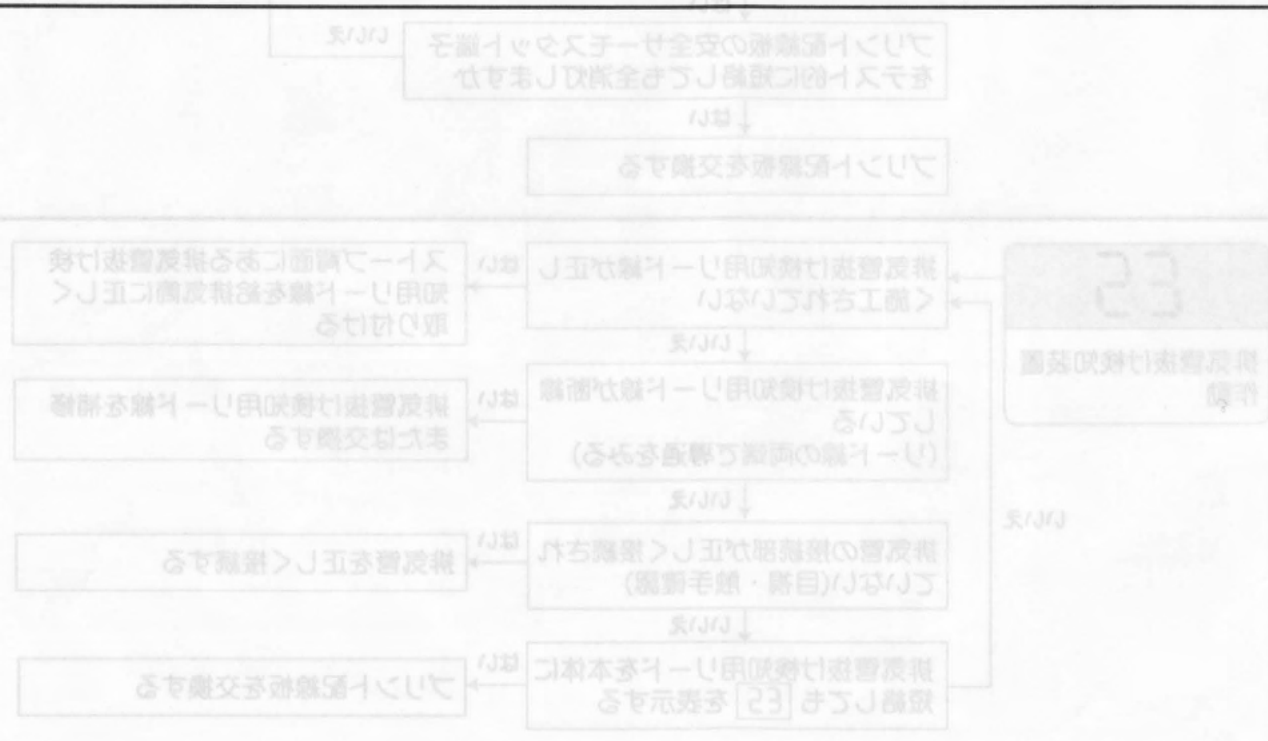 はい
プリント配線板の安全サーモスタット端子
をテスト的に短絡しても全消灯しますか
いいえ
はい
プリント配線板を交換する
E5
排気管抜け検知装置
作動
排気管抜け検知用リード線が正し
く施工されていない
はい
ストーブ背面にある排気管抜け検
知用リード線を給排気筒に正しく
取り付ける
いいえ
排気管抜け検知用リード線が断線
している
(リード線の両端で導通をみる)
はい
排気管抜け検知用リード線を補修
または交換する
いいえ
いいえ
排気管の接続部が正しく接続され
ていない(目視・触手確認)
はい
排気管を正しく接続する
いいえ
排気管抜け検知用リードを本体に
短絡しても E5 を表示する
はい
プリント配線板を交換する